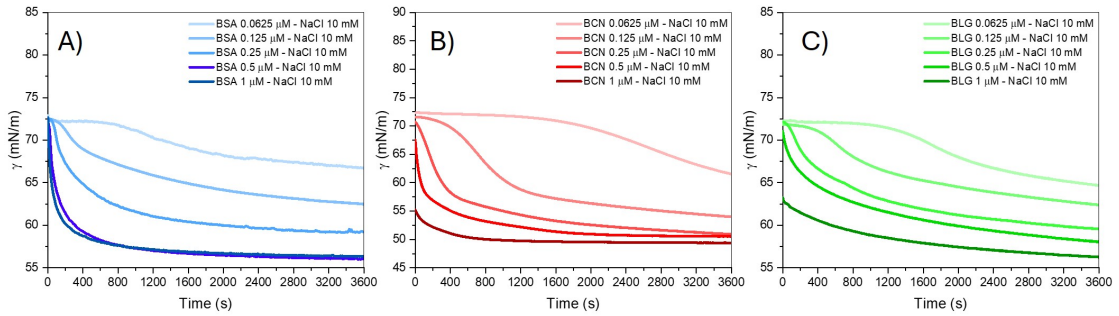 A)
BSA 0.0625 μM – NaCl 10 mM
BSA 0.125 μM – NaCl 10 mM
BSA 0.25 μM – NaCl 10 mM
BSA 0.5 μM – NaCl 10 mM
BSA 1 μM – NaCl 10 mM
85
80
75
70
65
60
55
γ (mN/m)
0 400 800 1200 1600 2000 2400 2800 3200 3600
Time (s)
B)
BCN 0.0625 μM – NaCl 10 mM
BCN 0.125 μM – NaCl 10 mM
BCN 0.25 μM – NaCl 10 mM
BCN 0.5 μM – NaCl 10 mM
BCN 1 μM – NaCl 10 mM
90
85
80
75
70
65
60
55
50
45
γ (mN/m)
0 400 800 1200 1600 2000 2400 2800 3200 3600
Time (s)
C)
BLG 0.0625 μM – NaCl 10 mM
BLG 0.125 μM – NaCl 10 mM
BLG 0.25 μM – NaCl 10 mM
BLG 0.5 μM – NaCl 10 mM
BLG 1 μM – NaCl 10 mM
85
80
75
70
65
60
55
γ (mN/m)
0 400 800 1200 1600 2000 2400 2800 3200 3600
Time (s)